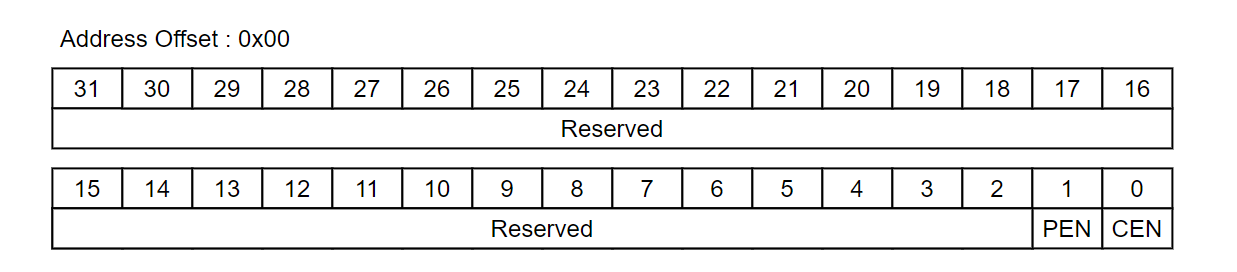 Address Offset : 0x00
31 30 29 28 27 26 25 24 23 22 21 20 19 18 17 16
Reserved
15 14 13 12 11 10 9 8 7 6 5 4 3 2 1 0
Reserved PEN CEN